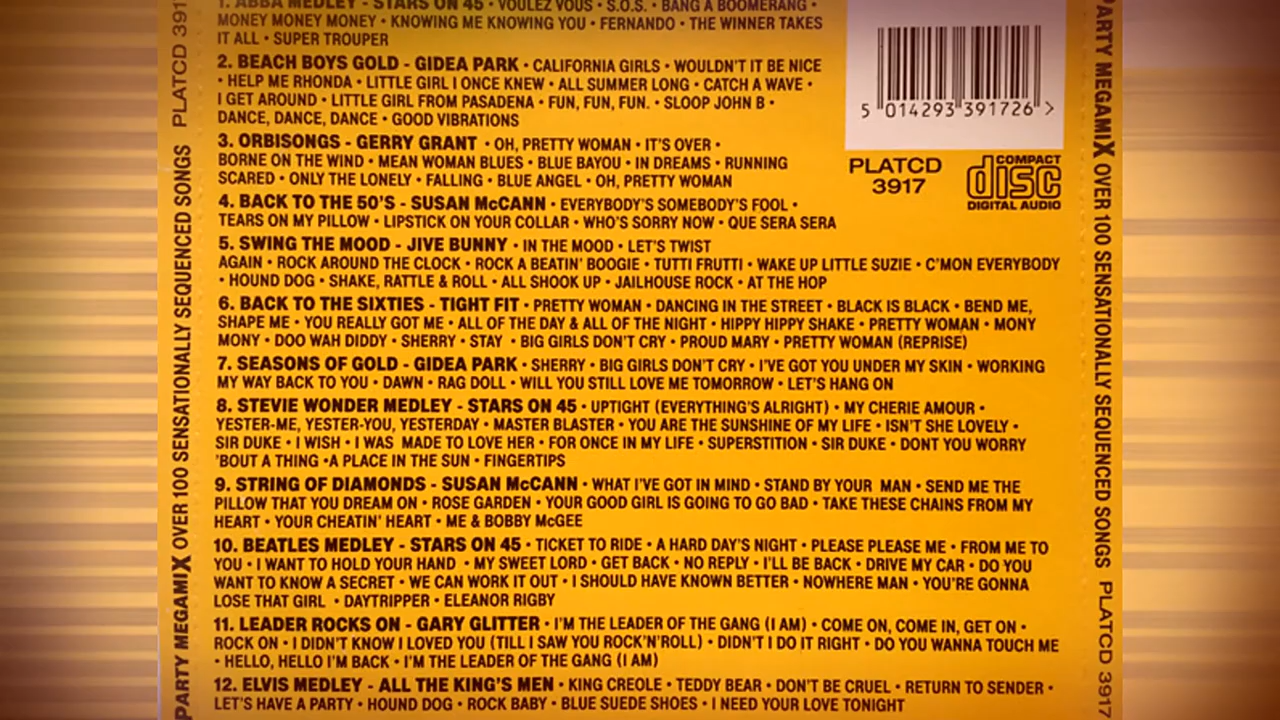 1. ABBA MEDLEY - STARS ON 45 • VOULEZ VOUS • S.O.S. • BANG A BOOMERANG •
MONEY MONEY MONEY • KNOWING ME KNOWING YOU • FERNANDO • THE WINNER TAKES
IT ALL • SUPER TROUPER
2. BEACH BOYS GOLD - GIDEA PARK • CALIFORNIA GIRLS • WOULDN'T IT BE NICE
• HELP ME RHONDA • LITTLE GIRL I ONCE KNEW • ALL SUMMER LONG • CATCH A WAVE •
I GET AROUND • LITTLE GIRL FROM PASADENA • FUN, FUN, FUN. • SLOOP JOHN B •
DANCE, DANCE, DANCE • GOOD VIBRATIONS
3. ORBISONGS - GERRY GRANT • OH, PRETTY WOMAN • IT'S OVER •
BORNE ON THE WIND • MEAN WOMAN BLUES • BLUE BAYOU • IN DREAMS • RUNNING
SCARED • ONLY THE LONELY • FALLING • BLUE ANGEL • OH, PRETTY WOMAN
4. BACK TO THE 50'S - SUSAN McCANN • EVERYBODY'S SOMEBODY'S FOOL •
TEARS ON MY PILLOW • LIPSTICK ON YOUR COLLAR • WHO'S SORRY NOW • QUE SERA SERA
5. SWING THE MOOD - JIVE BUNNY • IN THE MOOD • LET'S TWIST
AGAIN • ROCK AROUND THE CLOCK • ROCK A BEATIN' BOOGIE • TUTTI FRUTTI • WAKE UP LITTLE SUZIE • C'MON EVERYBODY
• HOUND DOG • SHAKE, RATTLE & ROLL • ALL SHOOK UP • JAILHOUSE ROCK • AT THE HOP
6. BACK TO THE SIXTIES - TIGHT FIT • PRETTY WOMAN • DANCING IN THE STREET • BLACK IS BLACK • BEND ME,
SHAPE ME • YOU REALLY GOT ME • ALL OF THE DAY & ALL OF THE NIGHT • HIPPY HIPPY SHAKE • PRETTY WOMAN • MONY
MONY • DOO WAH DIDDY • SHERRY • STAY • BIG GIRLS DON'T CRY • PROUD MARY • PRETTY WOMAN (REPRISE)
7. SEASONS OF GOLD - GIDEA PARK • SHERRY • BIG GIRLS DON'T CRY • I'VE GOT YOU UNDER MY SKIN • WORKING
MY WAY BACK TO YOU • DAWN • RAG DOLL • WILL YOU STILL LOVE ME TOMORROW • LET'S HANG ON
8. STEVIE WONDER MEDLEY - STARS ON 45 • UPTIGHT (EVERYTHING'S ALRIGHT) • MY CHERIE AMOUR •
YESTER-ME, YESTER-YOU, YESTERDAY • MASTER BLASTER • YOU ARE THE SUNSHINE OF MY LIFE • ISN'T SHE LOVELY •
SIR DUKE • I WISH • I WAS MADE TO LOVE HER • FOR ONCE IN MY LIFE • SUPERSTITION • SIR DUKE • DONT YOU WORRY
'BOUT A THING •A PLACE IN THE SUN • FINGERTIPS
9. STRING OF DIAMONDS - SUSAN McCANN • WHAT I'VE GOT IN MIND • STAND BY YOUR MAN • SEND ME THE
PILLOW THAT YOU DREAM ON • ROSE GARDEN • YOUR GOOD GIRL IS GOING TO GO BAD • TAKE THESE CHAINS FROM MY
HEART • YOUR CHEATIN' HEART • ME & BOBBY McGEE
10. BEATLES MEDLEY - STARS ON 45 • TICKET TO RIDE • A HARD DAY'S NIGHT • PLEASE PLEASE ME • FROM ME TO
YOU • I WANT TO HOLD YOUR HAND • MY SWEET LORD • GET BACK • NO REPLY • I'LL BE BACK • DRIVE MY CAR • DO YOU
WANT TO KNOW A SECRET • WE CAN WORK IT OUT • I SHOULD HAVE KNOWN BETTER • NOWHERE MAN • YOU'RE GONNA
LOSE THAT GIRL • DAYTRIPPER • ELEANOR RIGBY
11. LEADER ROCKS ON - GARY GLITTER • I'M THE LEADER OF THE GANG (I AM) • COME ON, COME IN, GET ON •
ROCK ON • I DIDN'T KNOW I LOVED YOU (TILL I SAW YOU ROCK'N'ROLL) • DIDN'T I DO IT RIGHT • DO YOU WANNA TOUCH ME
• HELLO, HELLO I'M BACK • I'M THE LEADER OF THE GANG (I AM)
12. ELVIS MEDLEY - ALL THE KING'S MEN • KING CREOLE • TEDDY BEAR • DON'T BE CRUEL • RETURN TO SENDER •
LET'S HAVE A PARTY • HOUND DOG • ROCK BABY • BLUE SUEDE SHOES • I NEED YOUR LOVE TONIGHT
5 014293 391726 >
PLATCD
3917
COMPACT
disc
DIGITAL AUDIO
PARTY MEGAMIX OVER 100 SENSATIONALLY SEQUENCED SONGS PLATCD 3917
PARTY MEGAMIX OVER 100 SENSATIONALLY SEQUENCED SONGS PLATCD 3917